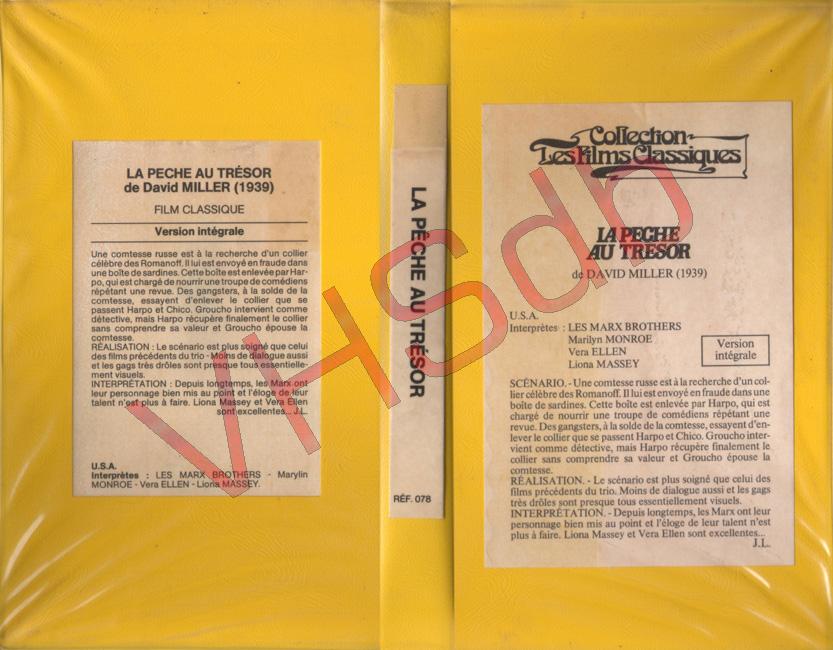 LA PECHE AU TRÉSOR
de David MILLER (1939)
FILM CLASSIQUE
Version intégrale
Une comtesse russe est à la recherche d'un collier
célèbre des Romanoff. Il lui est envoyé en fraude dans
une boîte de sardines. Cette boîte est enlevée par Har-
po, qui est chargé de nourrir une troupe de comédiens
répétant une revue. Des gangsters, à la solde de la
comtesse, essayent d'enlever le collier que se
passent Harpo et Chico. Groucho intervient comme
détective, mais Harpo récupère finalement le collier
sans comprendre sa valeur et Groucho épouse la
comtesse.
RÉALISATION : Le scénario est plus soigné que celui
des films précédents du trio - Moins de dialogue aussi
et les gags très drôles sont presque tous essentielle-
ment visuels.
INTERPRÉTATION : Depuis longtemps, les Marx ont
leur personnage bien mis au point et l'éloge de leur
talent n'est plus à faire. Liona Massey et Vera Ellen
sont excellentes... J.L.
U.S.A.
Interprètes : LES MARX BROTHERS - Marylin
MONROE - Vera ELLEN - Liona MASSEY.
LA PÊCHE AU TRÉSOR
RÉF. 078
Collection
Les Films Classiques
LA PECHE
AU TRESOR
de DAVID MILLER (1939)
U.S.A.
Interprètes : LES MARX BROTHERS
Marilyn MONROE
Vera ELLEN
Liona MASSEY
Version
intégrale
SCÉNARIO. - Une comtesse russe est à la recherche d'un col-
lier célèbre des Romanoff. Il lui est envoyé en fraude dans une
boîte de sardines. Cette boîte est enlevée par Harpo, qui est
chargé de nourrir une troupe de comédiens répétant une
revue. Des gangsters, à la solde de la comtesse, essayent d'en-
lever le collier que se passent Harpo et Chico. Groucho inter-
vient comme détective, mais Harpo récupère finalement le
collier sans comprendre sa valeur et Groucho épouse la
comtesse.
RÉALISATION. - Le scénario est plus soigné que celui des
films précédents du trio. Moins de dialogue aussi et les gags
très drôles sont presque tous essentiellement visuels.
INTERPRÉTATION. - Depuis longtemps, les Marx ont leur
personnage bien mis au point et l'éloge de leur talent n'est
plus à faire. Liona Massey et Vera Ellen sont excellentes...
J.L.
VHSdb